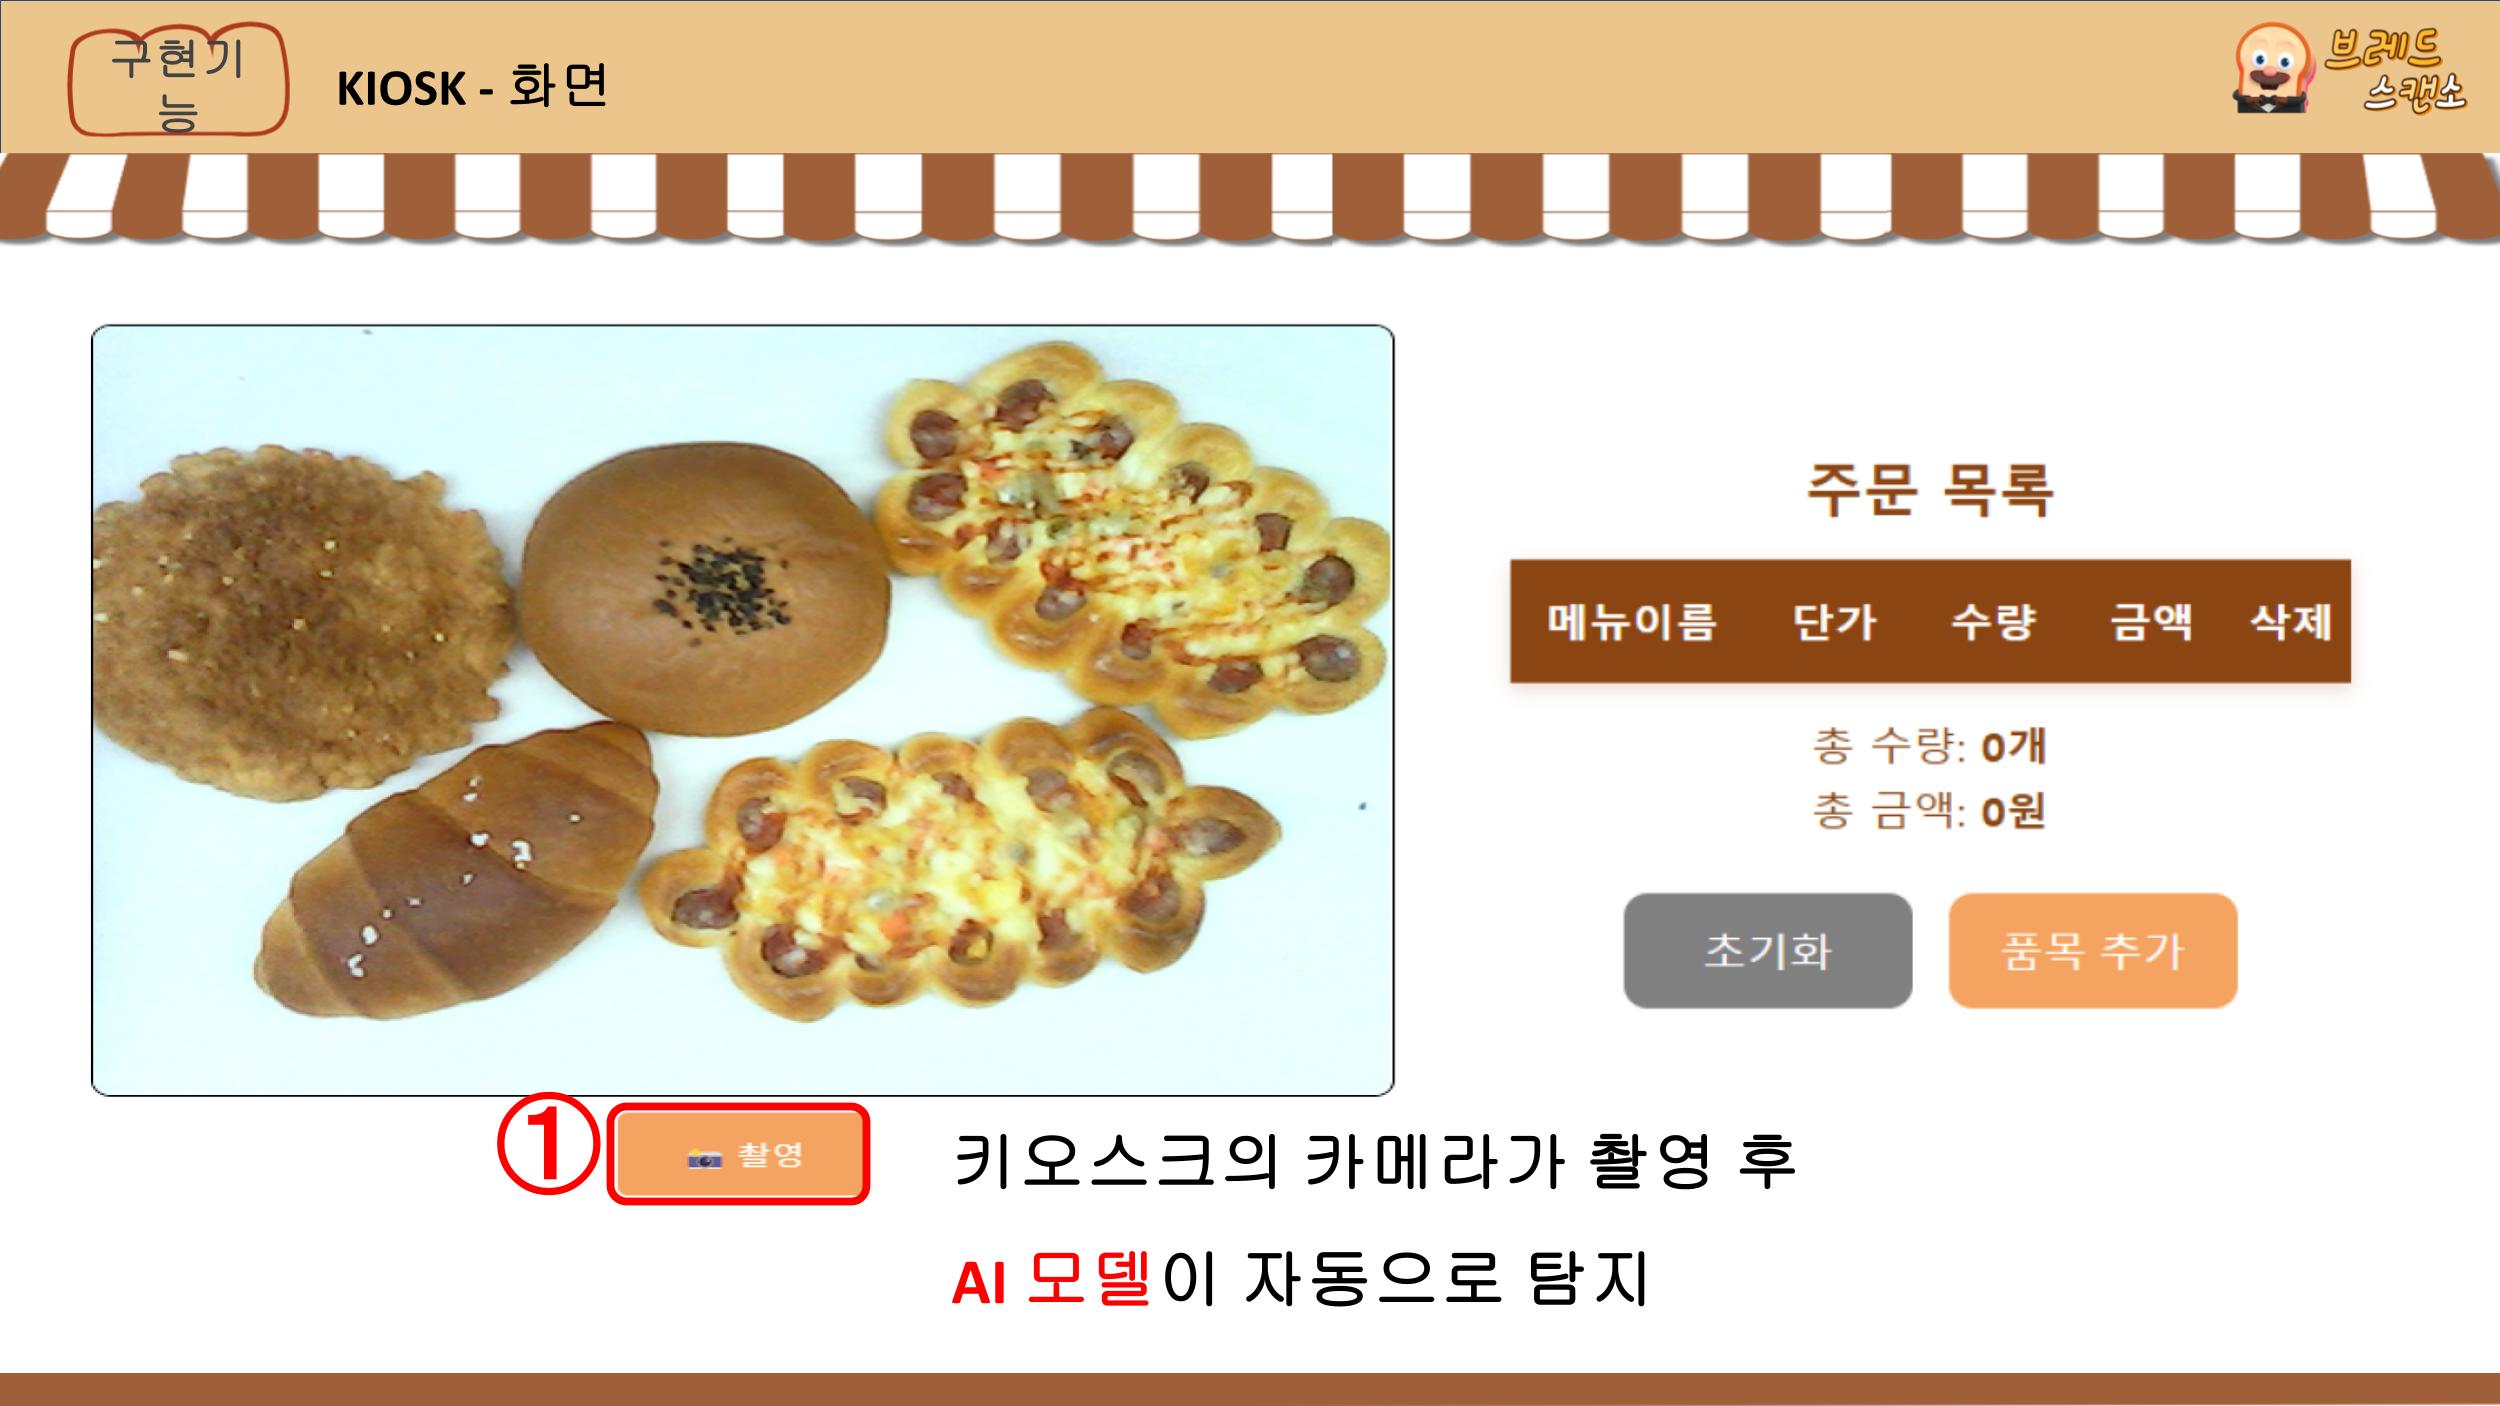 구현기
능
KIOSK - 화면
브레드
스캔소
주문 목록
메뉴이름 단가 수량 금액 삭제
총 수량: 0개
총 금액: 0원
초기화 품목 추가
① 📷 촬영
키오스크의 카메라가 촬영 후
AI 모델이 자동으로 탐지